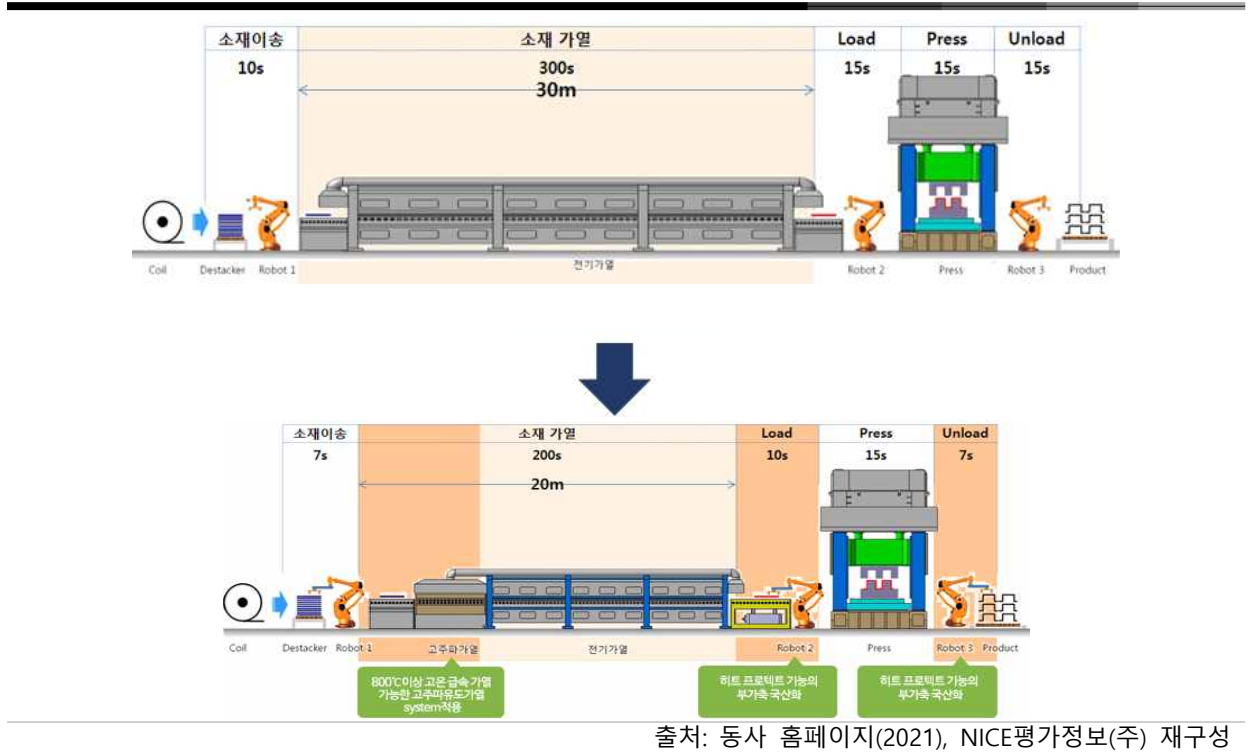 소재이송 소재 가열 Load Press Unload
10s 300s 15s 15s 15s
30m
Coil Destacker Robot 1 전기가열 Robot 2 Press Robot 3 Product
소재이송 소재 가열 Load Press Unload
7s 200s 10s 15s 7s
20m
Coil Destacker Robot 1 고주파가열 전기가열 Robot 2 Press Robot 3 Product
800℃이상 고온 급속 가열
가능한 고주파유도가열
system적용
히트 프로텍트 기능의
부가축 국산화
히트 프로텍트 기능의
부가축 국산화
출처: 동사 홈페이지(2021), NICE평가정보(주) 재구성